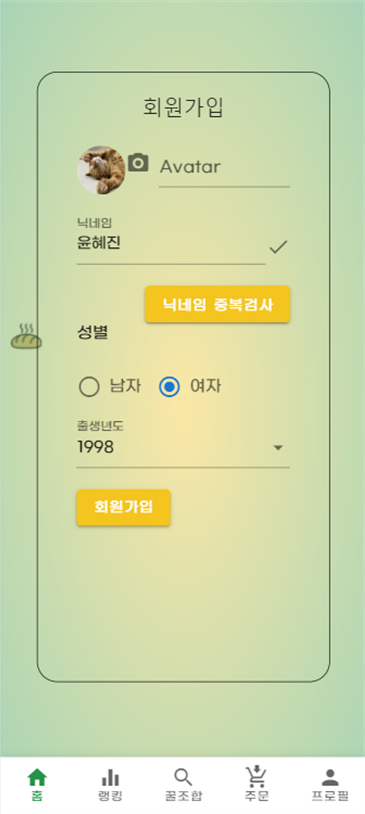 회원가입
Avatar
닉네임
윤혜진
닉네임 중복검사
성별
남자 여자
출생년도
1998
회원가입
홈 랭킹 꿀조합 주문 프로필